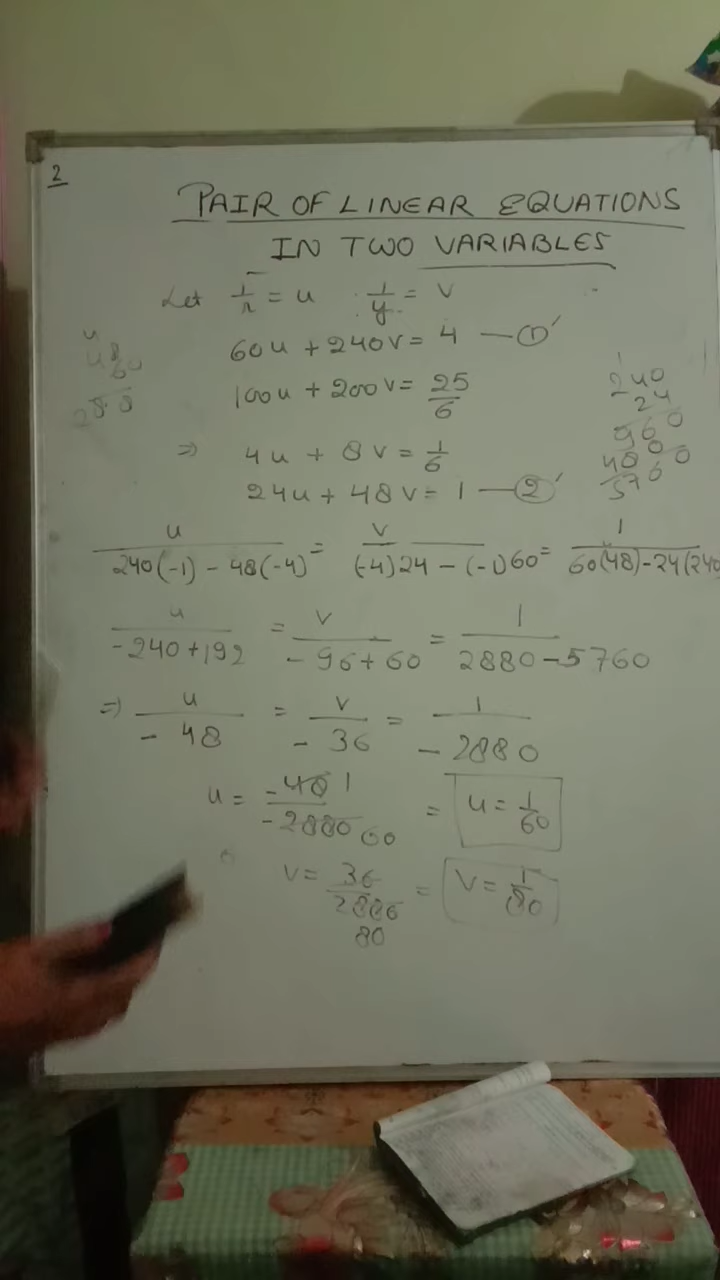 2
PAIR OF LINEAR EQUATIONS
IN TWO VARIABLES
Let 1/x = u 1/y = v
60u + 240v = 4 — ①'
100u + 200v = 25/6
⇒ 4u + 8v = 1/6
24u + 48v = 1 — ②'
u/240(-1) - 48(-4) = v/(-4)24 - (-1)60 = 1/60(48)-24(240
u/-240+192 = v/-96+60 = 1/2880-5760
⇒ u/-48 = v/-36 = 1/-2880
u = -48 1/-2880 60 = u = 1/60
v = 36/2880 80 = v = 1/80
240
24
960
4800
5760